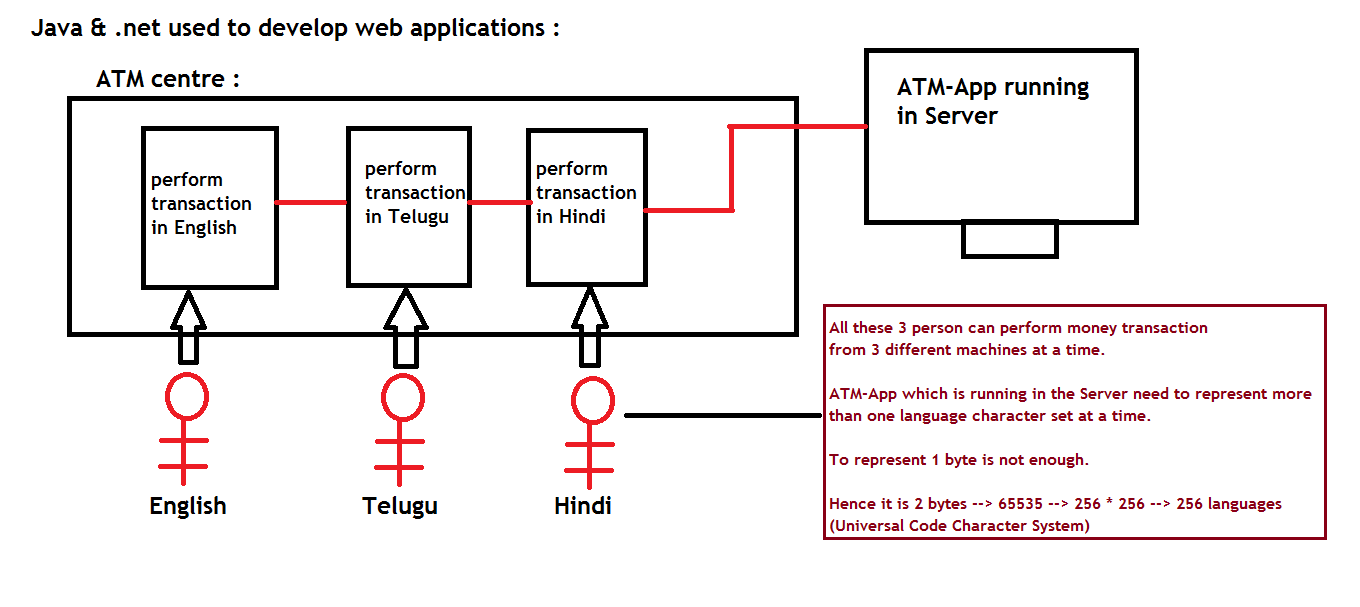 Java & .net used to develop web applications :
ATM centre :
perform
transaction
in English
perform
transaction
in Telugu
perform
transaction
in Hindi
ATM-App running
in Server
English
Telugu
Hindi
All these 3 person can perform money transaction
from 3 different machines at a time.
ATM-App which is running in the Server need to represent more
than one language character set at a time.
To represent 1 byte is not enough.
Hence it is 2 bytes --> 65535 --> 256 * 256 --> 256 languages
(Universal Code Character System)